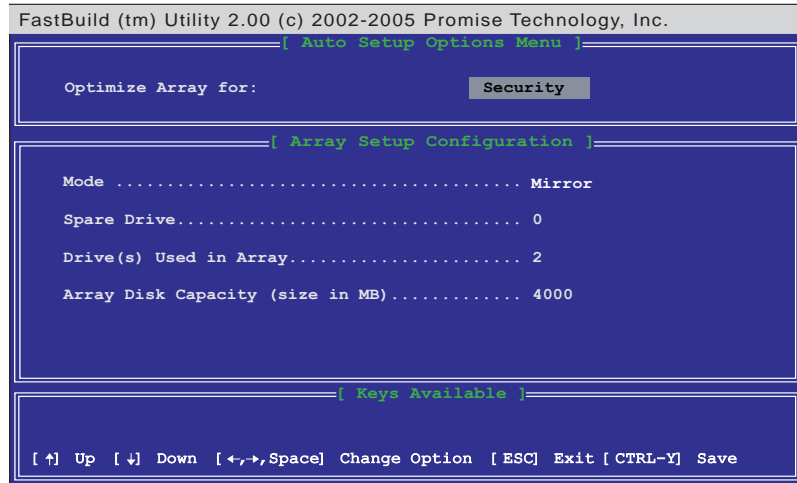 FastBuild (tm) Utility 2.00 (c) 2002-2005 Promise Technology, Inc.
[ Auto Setup Options Menu ]
Optimize Array for: Security
[ Array Setup Configuration ]
Mode ........................................ Mirror
Spare Drive.................................. 0
Drive(s) Used in Array....................... 2
Array Disk Capacity (size in MB)............. 4000
[ Keys Available ]
[ ↑] Up [ ↓] Down [ ←,→,Space] Change Option [ ESC] Exit [ CTRL-Y] Save